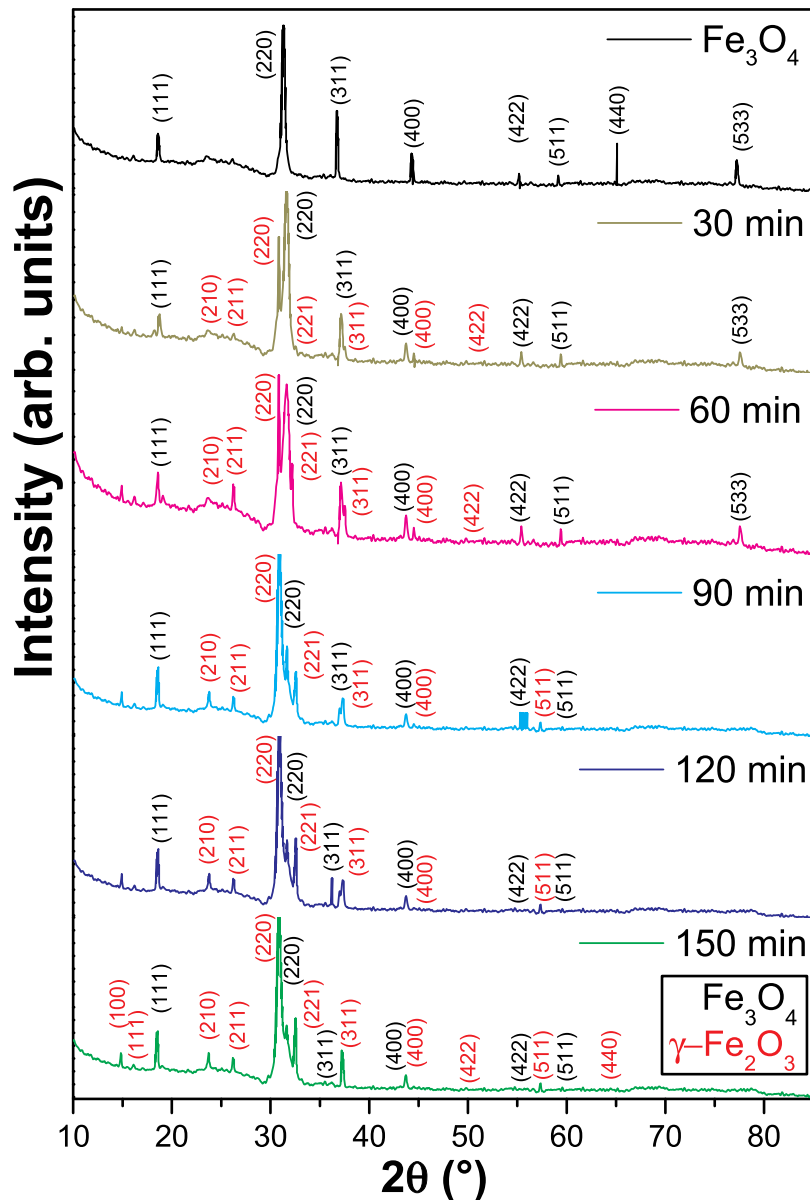 Fe₃O₄
(111) (220) (311) (400) (422) (511) (440) (533)
30 min
(111) (210) (211) (220) (220) (221) (311) (311) (400) (400) (422) (422) (511) (533)
60 min
(111) (210) (211) (220) (220) (221) (311) (311) (400) (400) (422) (422) (511) (533)
90 min
(111) (210) (211) (220) (220) (221) (311) (311) (400) (400) (422) (511) (511)
120 min
(111) (210) (211) (220) (220) (221) (311) (311) (400) (400) (422) (511) (511)
150 min
(100) (111) (111) (210) (211) (220) (220) (221) (311) (311) (400) (400) (422) (422) (511) (511) (440)
Fe₃O₄
γ–Fe₂O₃
Intensity (arb. units)
10 20 30 40 50 60 70 80
2θ (°)